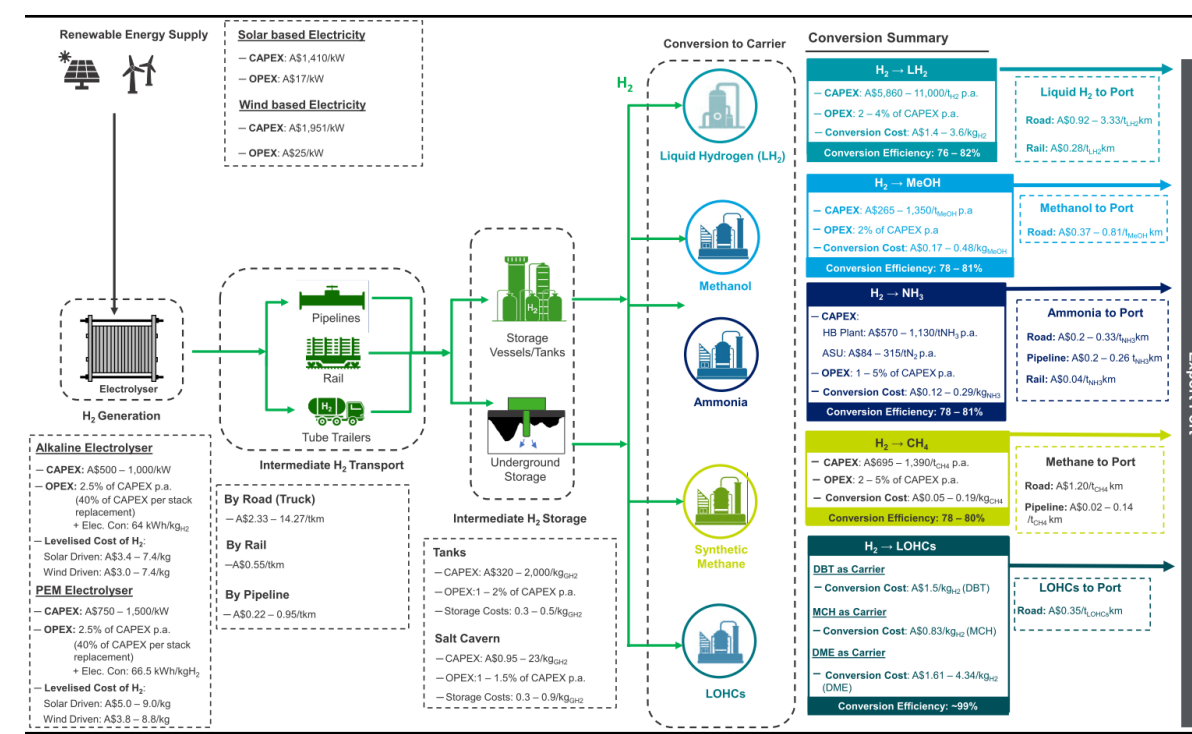 Renewable Energy Supply
Solar based Electricity
— CAPEX: A$1,410/kW
— OPEX: A$17/kW
Wind based Electricity
— CAPEX: A$1,951/kW
— OPEX: A$25/kW
Electrolyser
H₂ Generation
Alkaline Electrolyser
— CAPEX: A$500 – 1,000/kW
— OPEX: 2.5% of CAPEX p.a.
(40% of CAPEX per stack
replacement)
+ Elec. Con: 64 kWh/kgH2
— Levelised Cost of H₂:
Solar Driven: A$3.4 – 7.4/kg
Wind Driven: A$3.0 – 7.4/kg
PEM Electrolyser
— CAPEX: A$750 – 1,500/kW
— OPEX: 2.5% of CAPEX p.a.
(40% of CAPEX per stack
replacement)
+ Elec. Con: 66.5 kWh/kgH₂
— Levelised Cost of H₂:
Solar Driven: A$5.0 – 9.0/kg
Wind Driven: A$3.8 – 8.8/kg
Pipelines
Rail
H₂
Tube Trailers
Intermediate H₂ Transport
By Road (Truck)
— A$2.33 – 14.27/tkm
By Rail
—A$0.55/tkm
By Pipeline
—A$0.22 – 0.95/tkm
H₂
Storage
Vessels/Tanks
Underground
Storage
Intermediate H₂ Storage
Tanks
—CAPEX: A$320 – 2,000/kgGH2
—OPEX:1 – 2% of CAPEX p.a.
—Storage Costs: 0.3 – 0.5/kgGH2
Salt Cavern
—CAPEX: A$0.95 – 23/kgGH2
—OPEX:1 – 1.5% of CAPEX p.a.
—Storage Costs: 0.3 – 0.9/kgGH2
Conversion to Carrier
H₂
Liquid Hydrogen (LH₂)
Methanol
Ammonia
Synthetic
Methane
LOHCs
Conversion Summary
H₂ → LH₂
— CAPEX: A$5,860 – 11,000/tH2 p.a.
— OPEX: 2 – 4% of CAPEX p.a.
— Conversion Cost: A$1.4 – 3.6/kgH2
Conversion Efficiency: 76 – 82%
Liquid H₂ to Port
Road: A$0.92 – 3.33/tLH2km
Rail: A$0.28/tLH2km
H₂ → MeOH
— CAPEX: A$265 – 1,350/tMeOH p.a
— OPEX: 2% of CAPEX p.a
— Conversion Cost: A$0.17 – 0.48/kgMeOH
Conversion Efficiency: 78 – 81%
Methanol to Port
Road: A$0.37 – 0.81/tMeOH km
H₂ → NH₃
— CAPEX:
HB Plant: A$570 – 1,130/tNH₃ p.a.
ASU: A$84 – 315/tN₂ p.a.
— OPEX: 1 – 5% of CAPEX p.a.
— Conversion Cost: A$0.12 – 0.29/kgNH3
Conversion Efficiency: 78 – 81%
Ammonia to Port
Road: A$0.2 – 0.33/tNH3km
Pipeline: A$0.2 – 0.26 tNH3km
Rail: A$0.04/tNH3km
H₂ → CH₄
— CAPEX: A$695 – 1,390/tCH4 p.a.
— OPEX: 2 – 5% of CAPEX p.a.
— Conversion Cost: A$0.05 – 0.19/kgCH4
Conversion Efficiency: 78 – 80%
Methane to Port
Road: A$1.20/tCH4 km
Pipeline: A$0.02 – 0.14
/tCH4 km
H₂ → LOHCs
DBT as Carrier
— Conversion Cost: A$1.5/kgH2 (DBT)
MCH as Carrier
— Conversion Cost: A$0.83/kgH2 (MCH)
DME as Carrier
— Conversion Cost: A$1.61 – 4.34/kgH2
(DME)
Conversion Efficiency: ~99%
LOHCs to Port
Road: A$0.35/tLOHCskm